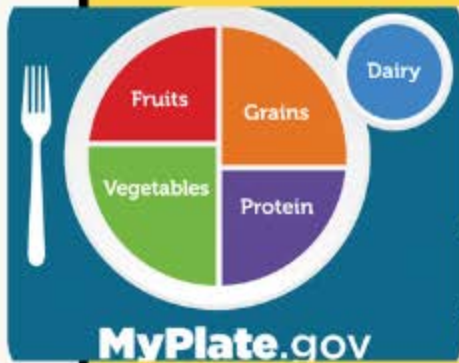 Dairy
Fruits
Grains
Vegetables
Protein
MyPlate.gov